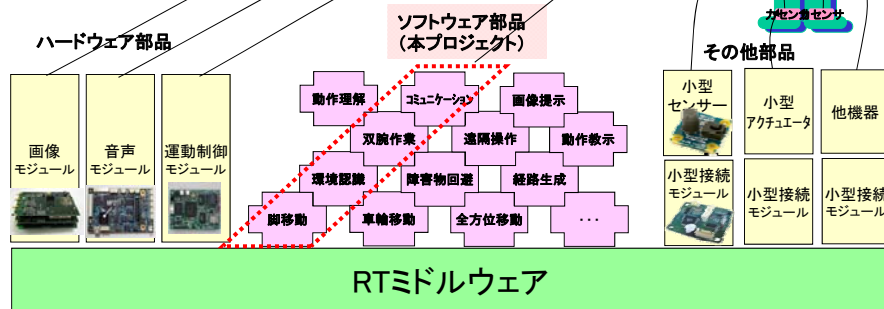 力センサ
力センサ
ハードウェア部品
ソフトウェア部品
(本プロジェクト)
その他部品
画像
モジュール
音声
モジュール
運動制御
モジュール
動作理解
コミュニケーション
画像提示
双腕作業
遠隔操作
動作教示
環境認識
障害物回避
経路生成
脚移動
車輪移動
全方位移動
・・・
小型
センサー
小型
アクチュエータ
他機器
小型接続
モジュール
小型接続
モジュール
小型接続
モジュール
RTミドルウェア